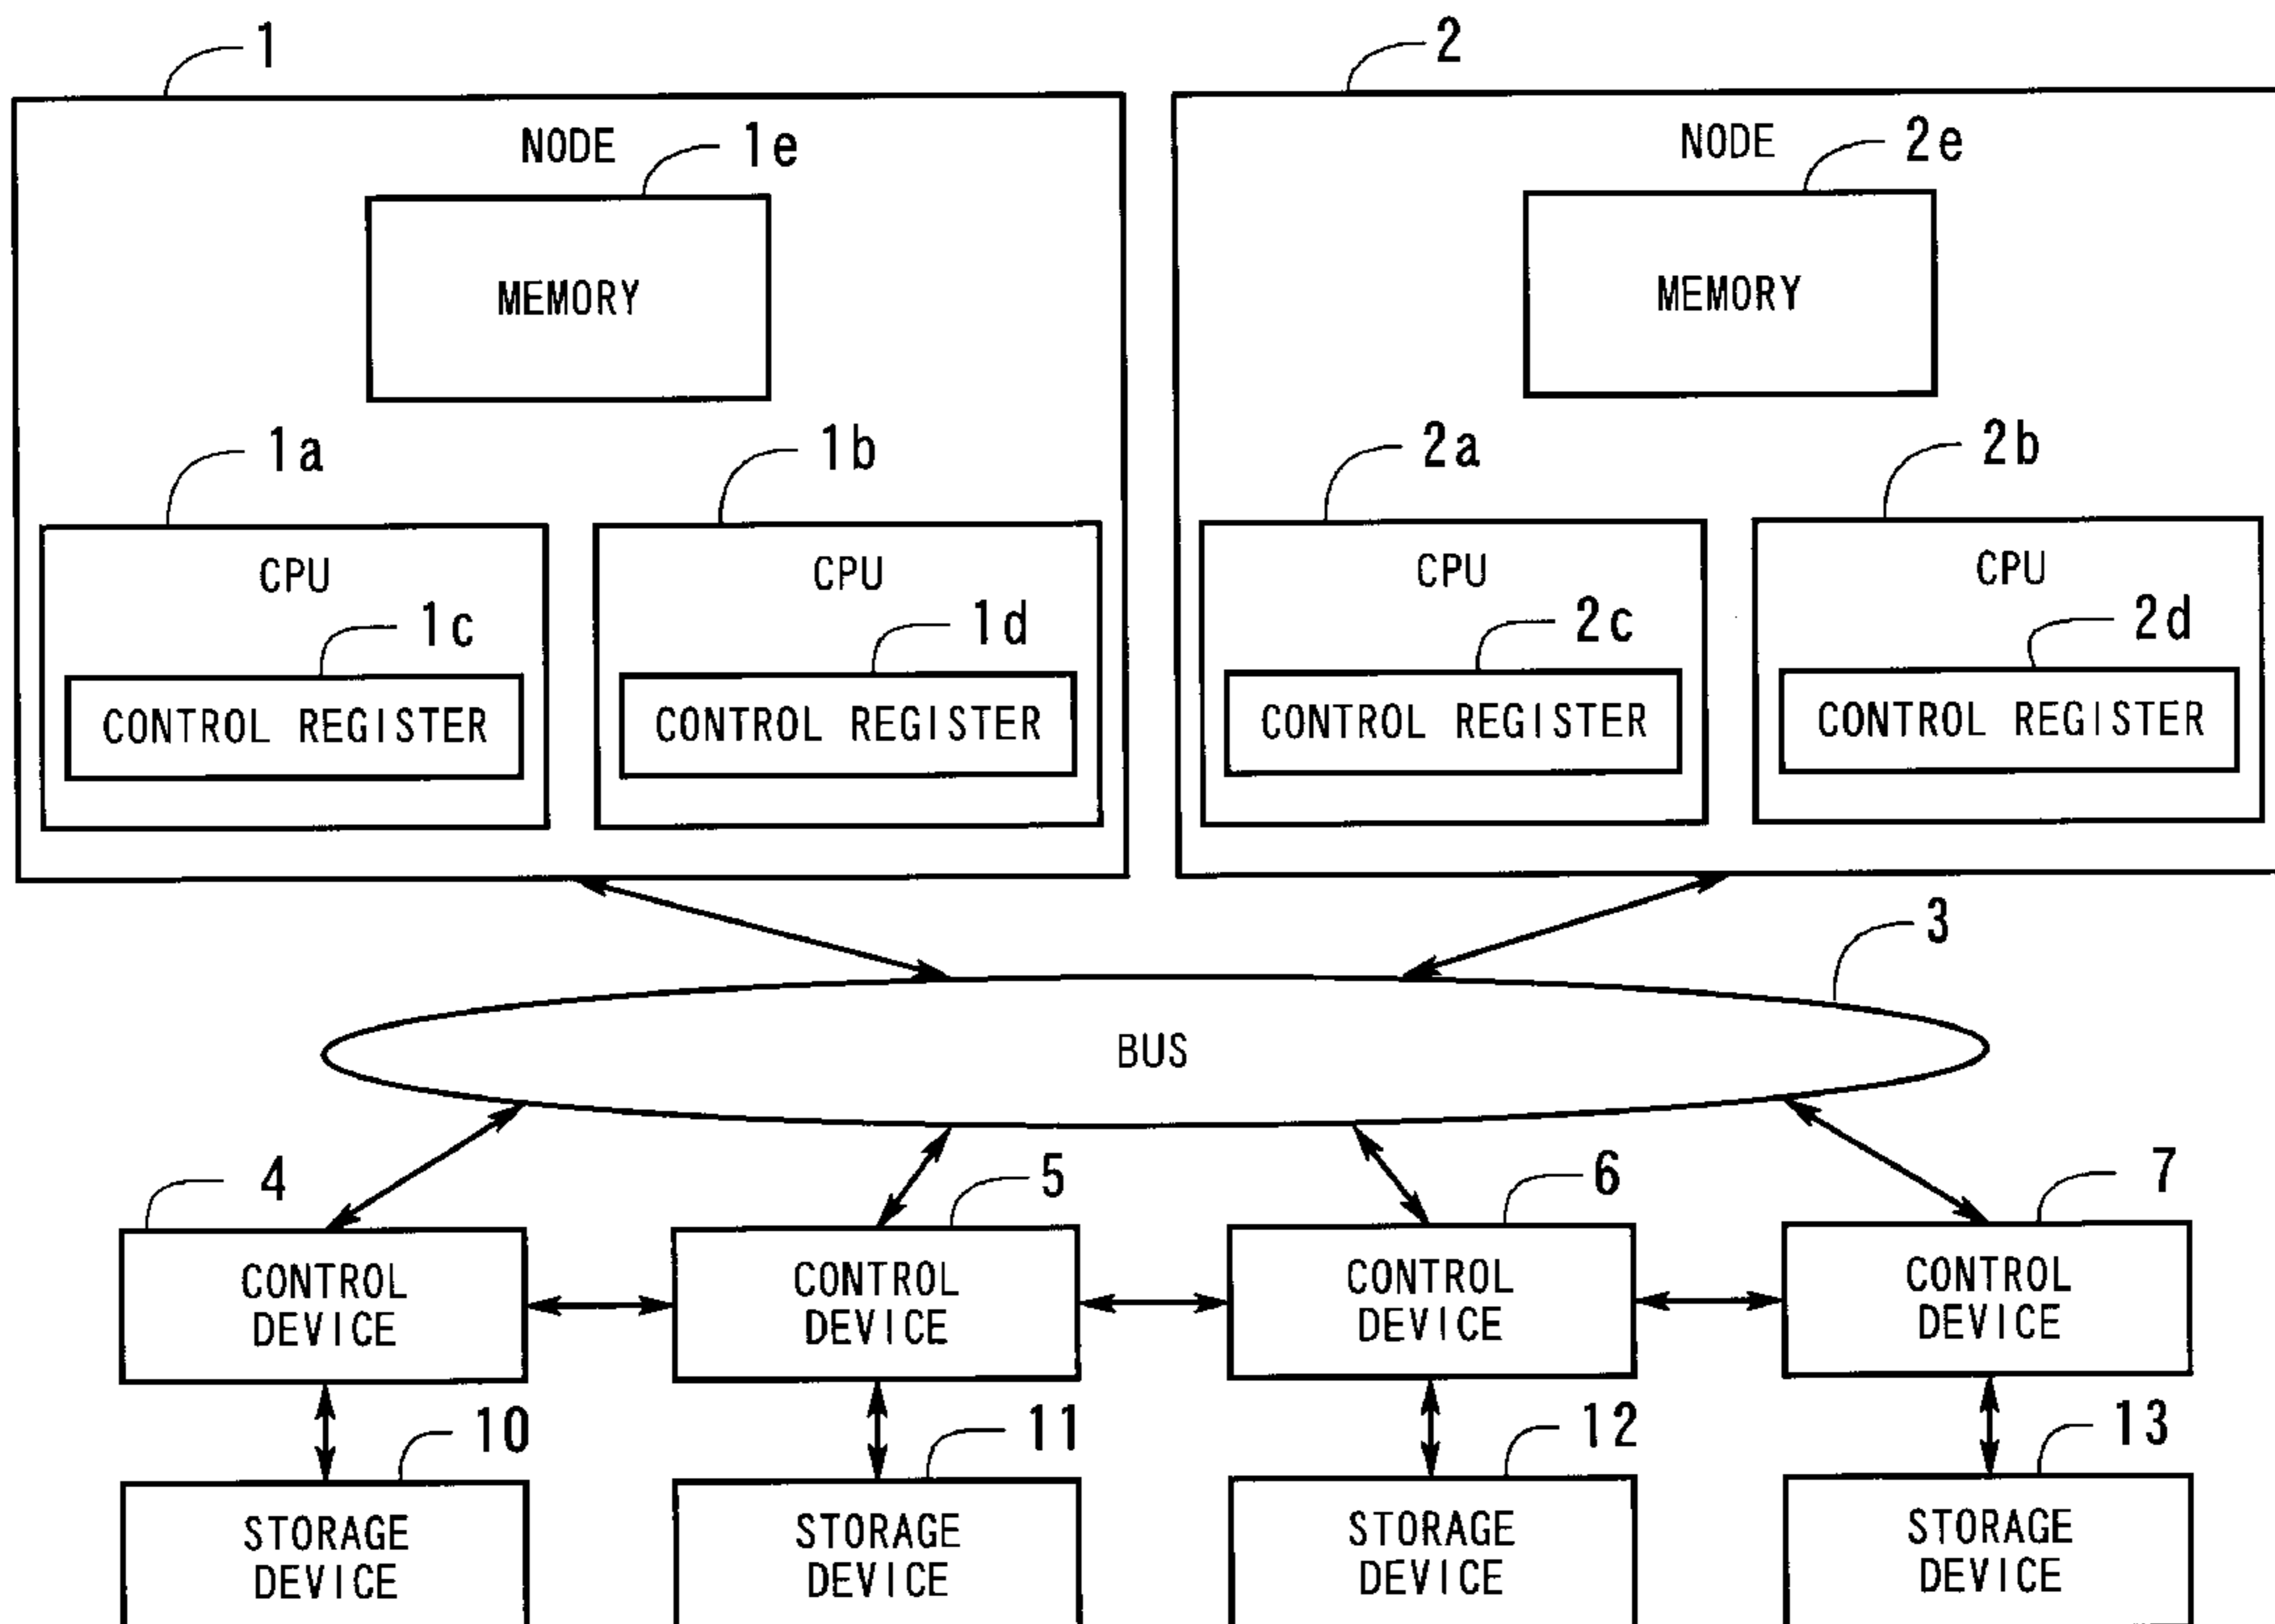 1
2
NODE
1e
NODE
2e
MEMORY
MEMORY
1a
1b
2a
2b
CPU
CPU
CPU
CPU
1c
1d
2c
2d
CONTROL REGISTER
CONTROL REGISTER
CONTROL REGISTER
CONTROL REGISTER
3
BUS
4
5
6
7
CONTROL
DEVICE
CONTROL
DEVICE
CONTROL
DEVICE
CONTROL
DEVICE
10
11
12
13
STORAGE
DEVICE
STORAGE
DEVICE
STORAGE
DEVICE
STORAGE
DEVICE